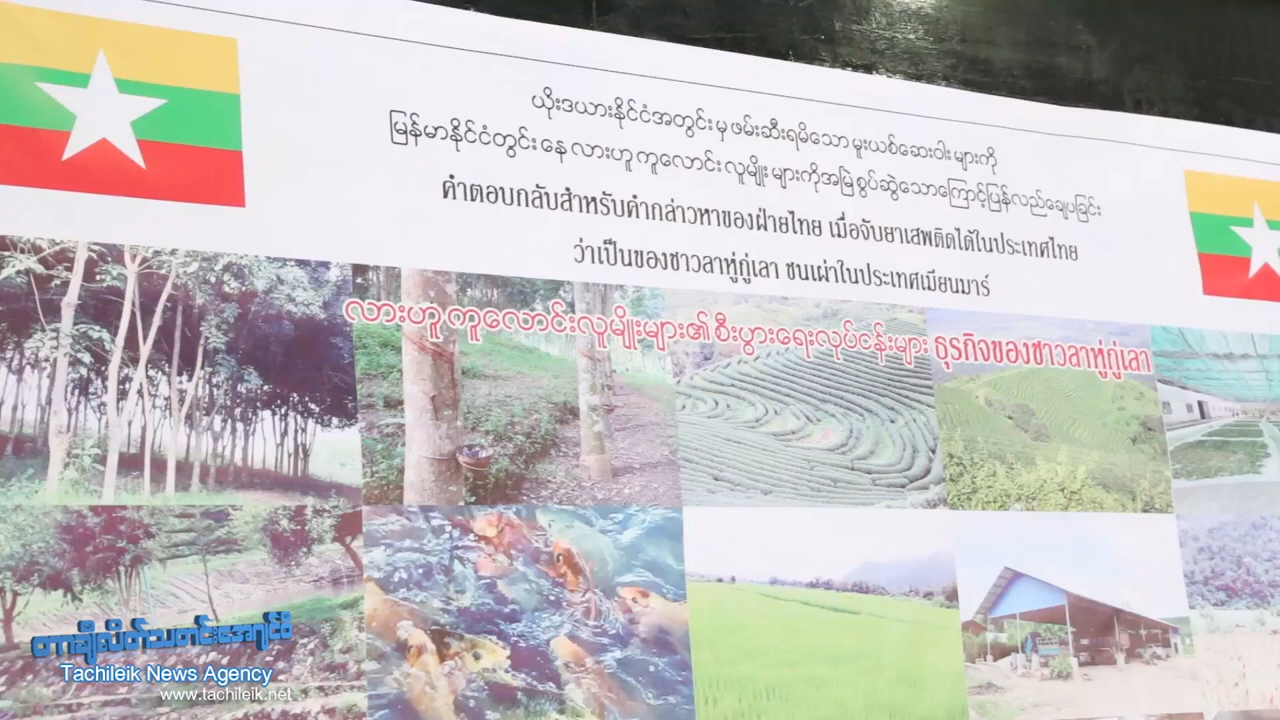 ယိုးဒယားနိုင်ငံအတွင်းမှ ဖမ်းဆီးရမိသော မူးယစ်ဆေးဝါးများကို
မြန်မာနိုင်ငံတွင်း နေ လားဟူ ကူလောင်း လူမျိုး များကိုအမြဲ စွပ်ဆွဲသောကြောင့်ပြန်လည်ချေပခြင်း
คำตอบกลับสำหรับคำกล่าวหาของฝ่ายไทย เมื่อจับยาเสพติดได้ในประเทศไทย
ว่าเป็นของชาวลาหู่กู่เลา ชนเผ่าในประเทศเมียนมาร์
လားဟူကူလောင်းလူမျိုးများ၏စီးပွားရေးလုပ်ငန်းများ ธุรกิจของชาวลาหู่กู่เลา
တာချီလိတ်သတင်းအေဂျင်စီ
Tachileik News Agency
www.tachileik.net